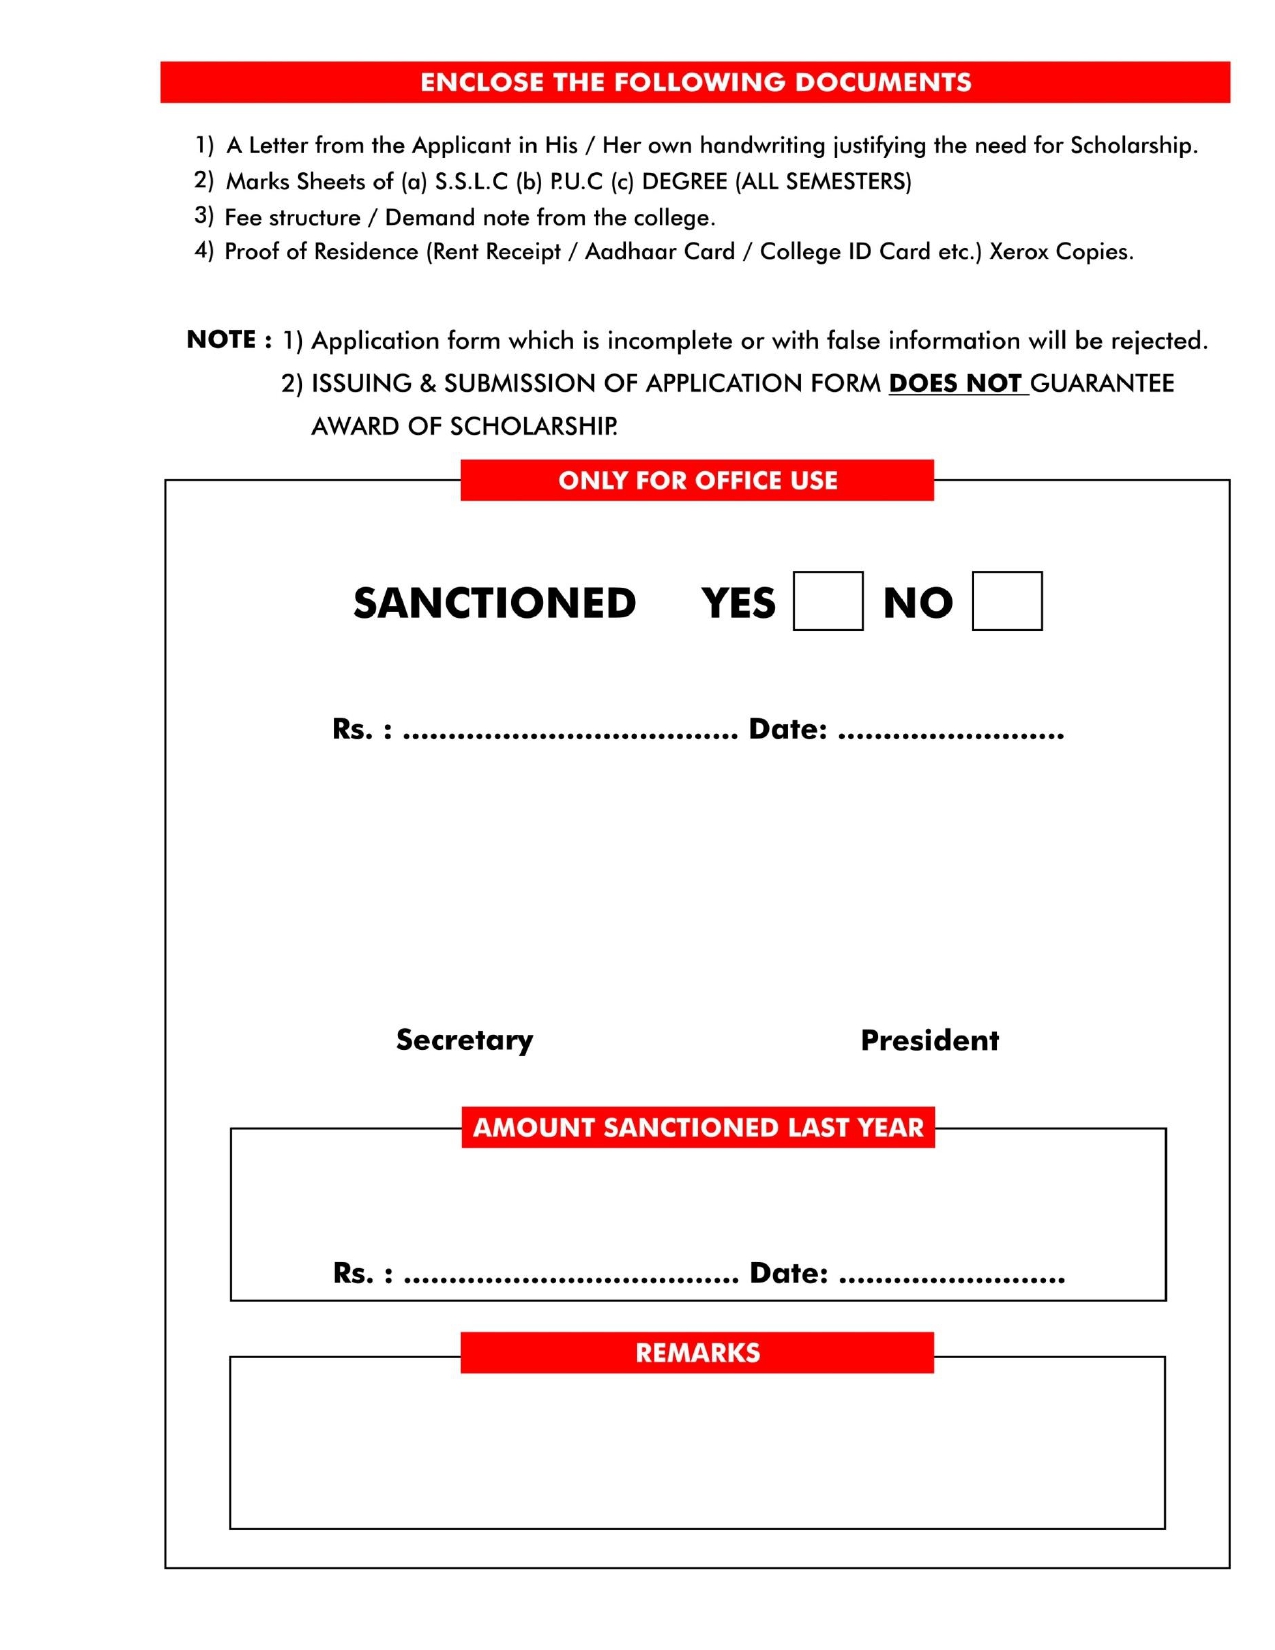 ENCLOSE THE FOLLOWING DOCUMENTS
1) A Letter from the Applicant in His / Her own handwriting justifying the need for Scholarship.
2) Marks Sheets of (a) S.S.L.C (b) P.U.C (c) DEGREE (ALL SEMESTERS)
3) Fee structure / Demand note from the college.
4) Proof of Residence (Rent Receipt / Aadhaar Card / College ID Card etc.) Xerox Copies.
NOTE : 1) Application form which is incomplete or with false information will be rejected.
2) ISSUING & SUBMISSION OF APPLICATION FORM DOES NOT GUARANTEE
AWARD OF SCHOLARSHIP.
ONLY FOR OFFICE USE
SANCTIONED YES NO
Rs. : ..................................... Date: .........................
Secretary President
AMOUNT SANCTIONED LAST YEAR
Rs. : ..................................... Date: .........................
REMARKS